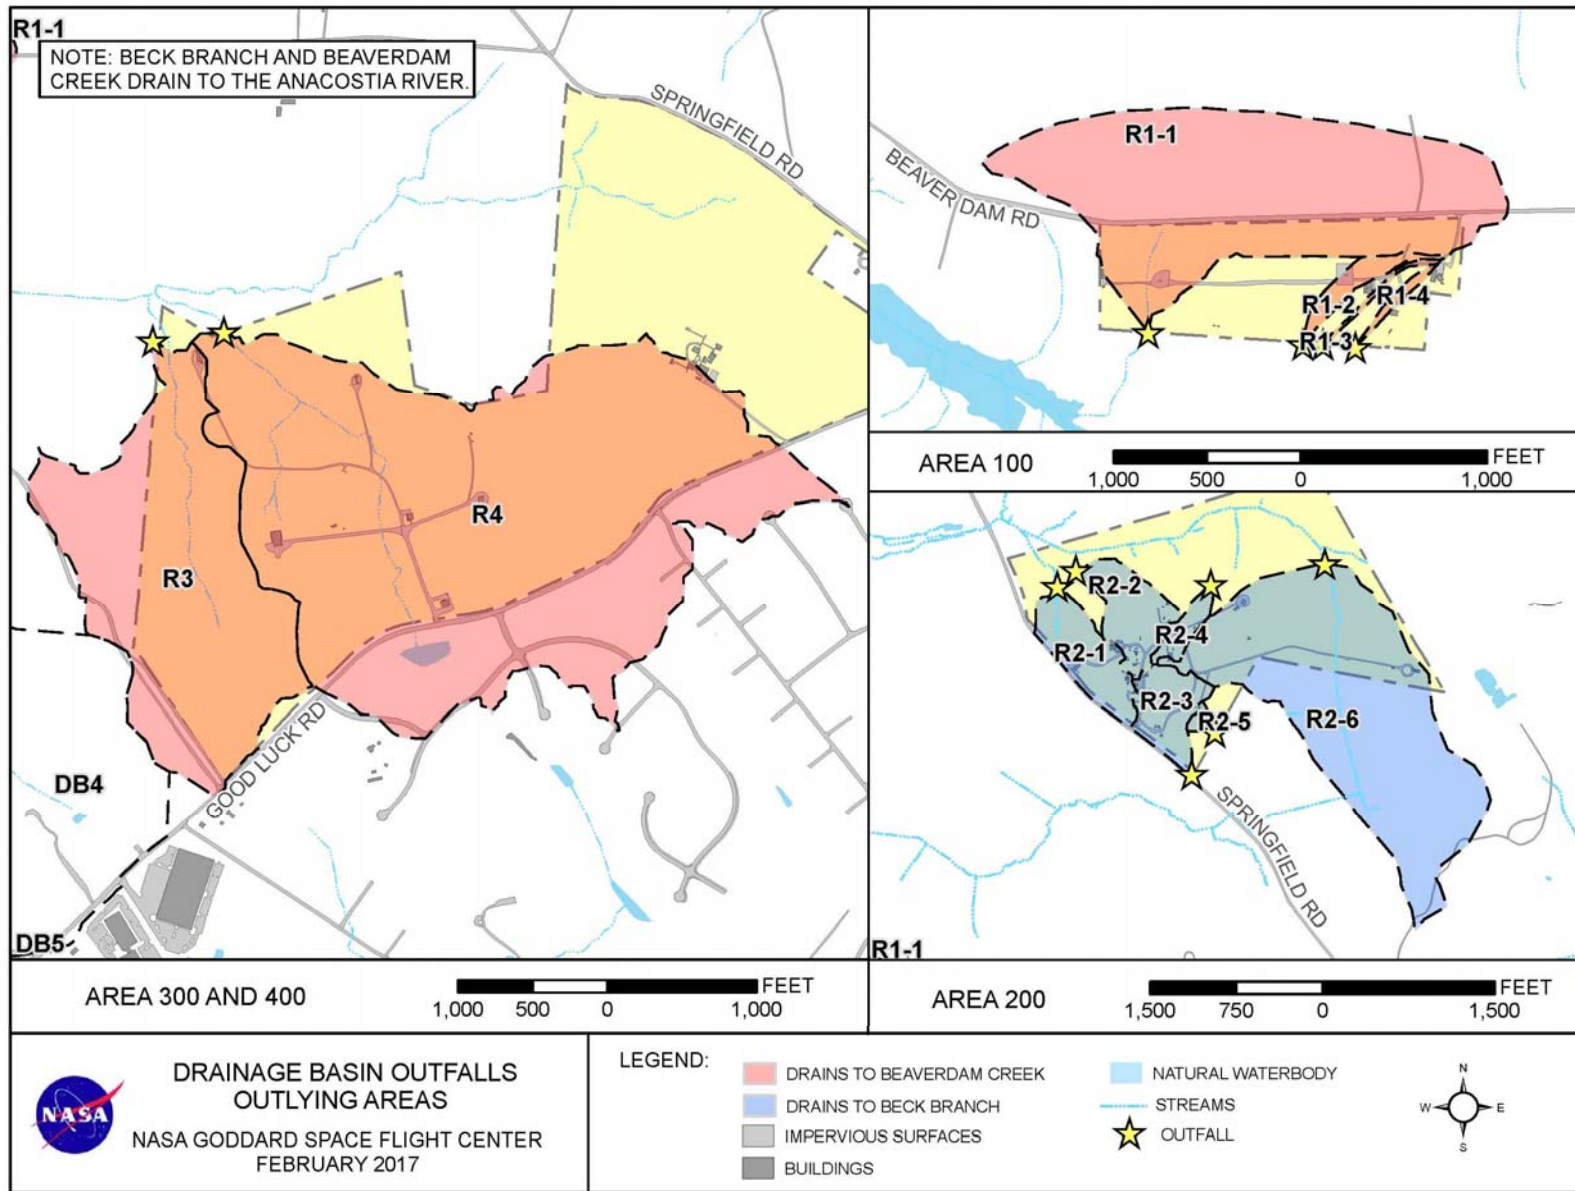 R1-1
NOTE: BECK BRANCH AND BEAVERDAM
CREEK DRAIN TO THE ANACOSTIA RIVER.
SPRINGFIELD RD
R3
R4
GOOD LUCK RD
DB4
DB5
AREA 300 AND 400
FEET
1,000 500 0 1,000
R1-1
BEAVER DAM RD
R1-2
R1-4
R1-3
AREA 100
FEET
1,000 500 0 1,000
R2-2
R2-4
R2-1
R2-3
R2-5
R2-6
SPRINGFIELD RD
R1-1
AREA 200
FEET
1,500 750 0 1,500
NASA
DRAINAGE BASIN OUTFALLS
OUTLYING AREAS
NASA GODDARD SPACE FLIGHT CENTER
FEBRUARY 2017
LEGEND:
DRAINS TO BEAVERDAM CREEK
DRAINS TO BECK BRANCH
IMPERVIOUS SURFACES
BUILDINGS
NATURAL WATERBODY
STREAMS
OUTFALL
N
W E
S